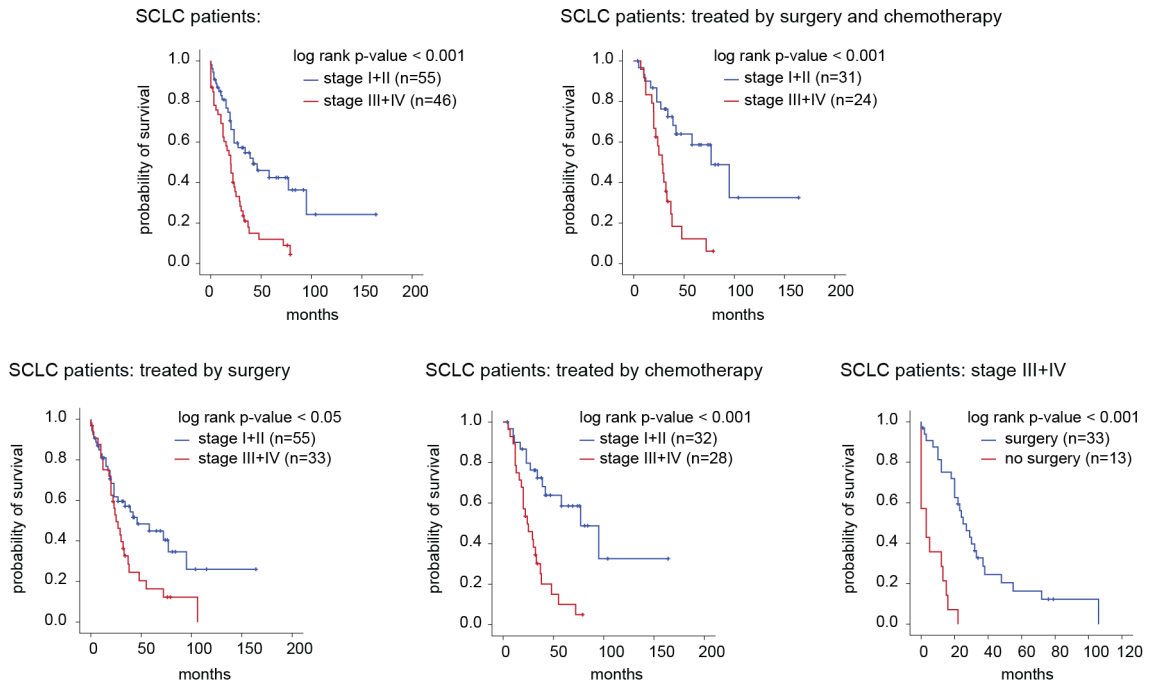 SCLC patients:
log rank p-value < 0.001
stage I+II (n=55)
stage III+IV (n=46)
probability of survival
1.0
0.8
0.6
0.4
0.2
0.0
0 50 100 150 200
months
SCLC patients: treated by surgery and chemotherapy
log rank p-value < 0.001
stage I+II (n=31)
stage III+IV (n=24)
probability of survival
1.0
0.8
0.6
0.4
0.2
0.0
0 50 100 150 200
months
SCLC patients: treated by surgery
log rank p-value < 0.05
stage I+II (n=55)
stage III+IV (n=33)
probability of survival
1.0
0.8
0.6
0.4
0.2
0.0
0 50 100 150 200
months
SCLC patients: treated by chemotherapy
log rank p-value < 0.001
stage I+II (n=32)
stage III+IV (n=28)
probability of survival
1.0
0.8
0.6
0.4
0.2
0.0
0 50 100 150 200
months
SCLC patients: stage III+IV
log rank p-value < 0.001
surgery (n=33)
no surgery (n=13)
probability of survival
1.0
0.8
0.6
0.4
0.2
0.0
0 20 40 60 80 100 120
months